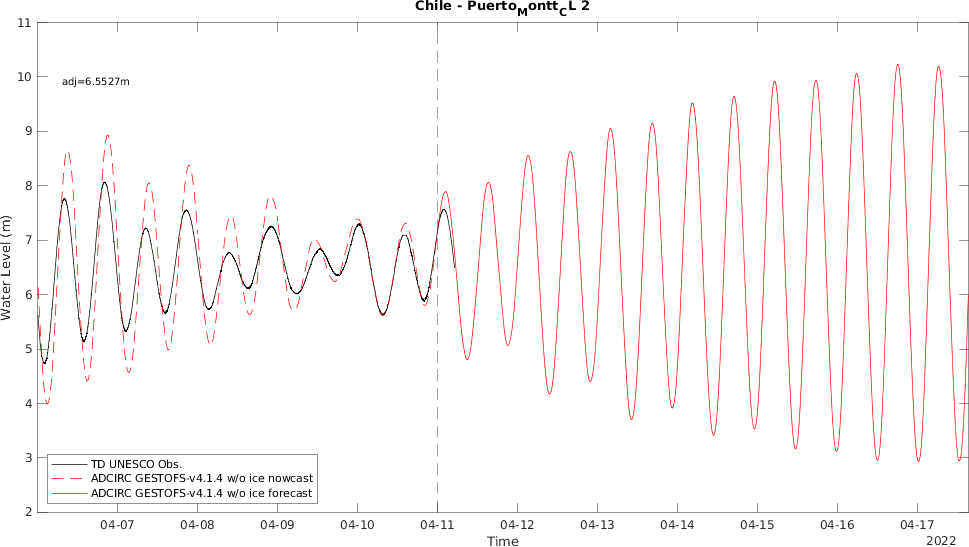 Chile - PuertoMonttCL 2
adj=6.5527m
11
10
9
8
7
6
5
4
3
2
Water Level (m)
TD UNESCO Obs.
ADCIRC GESTOFS-v4.1.4 w/o ice nowcast
ADCIRC GESTOFS-v4.1.4 w/o ice forecast
04-07 04-08 04-09 04-10 04-11 04-12 04-13 04-14 04-15 04-16 04-17
Time
2022